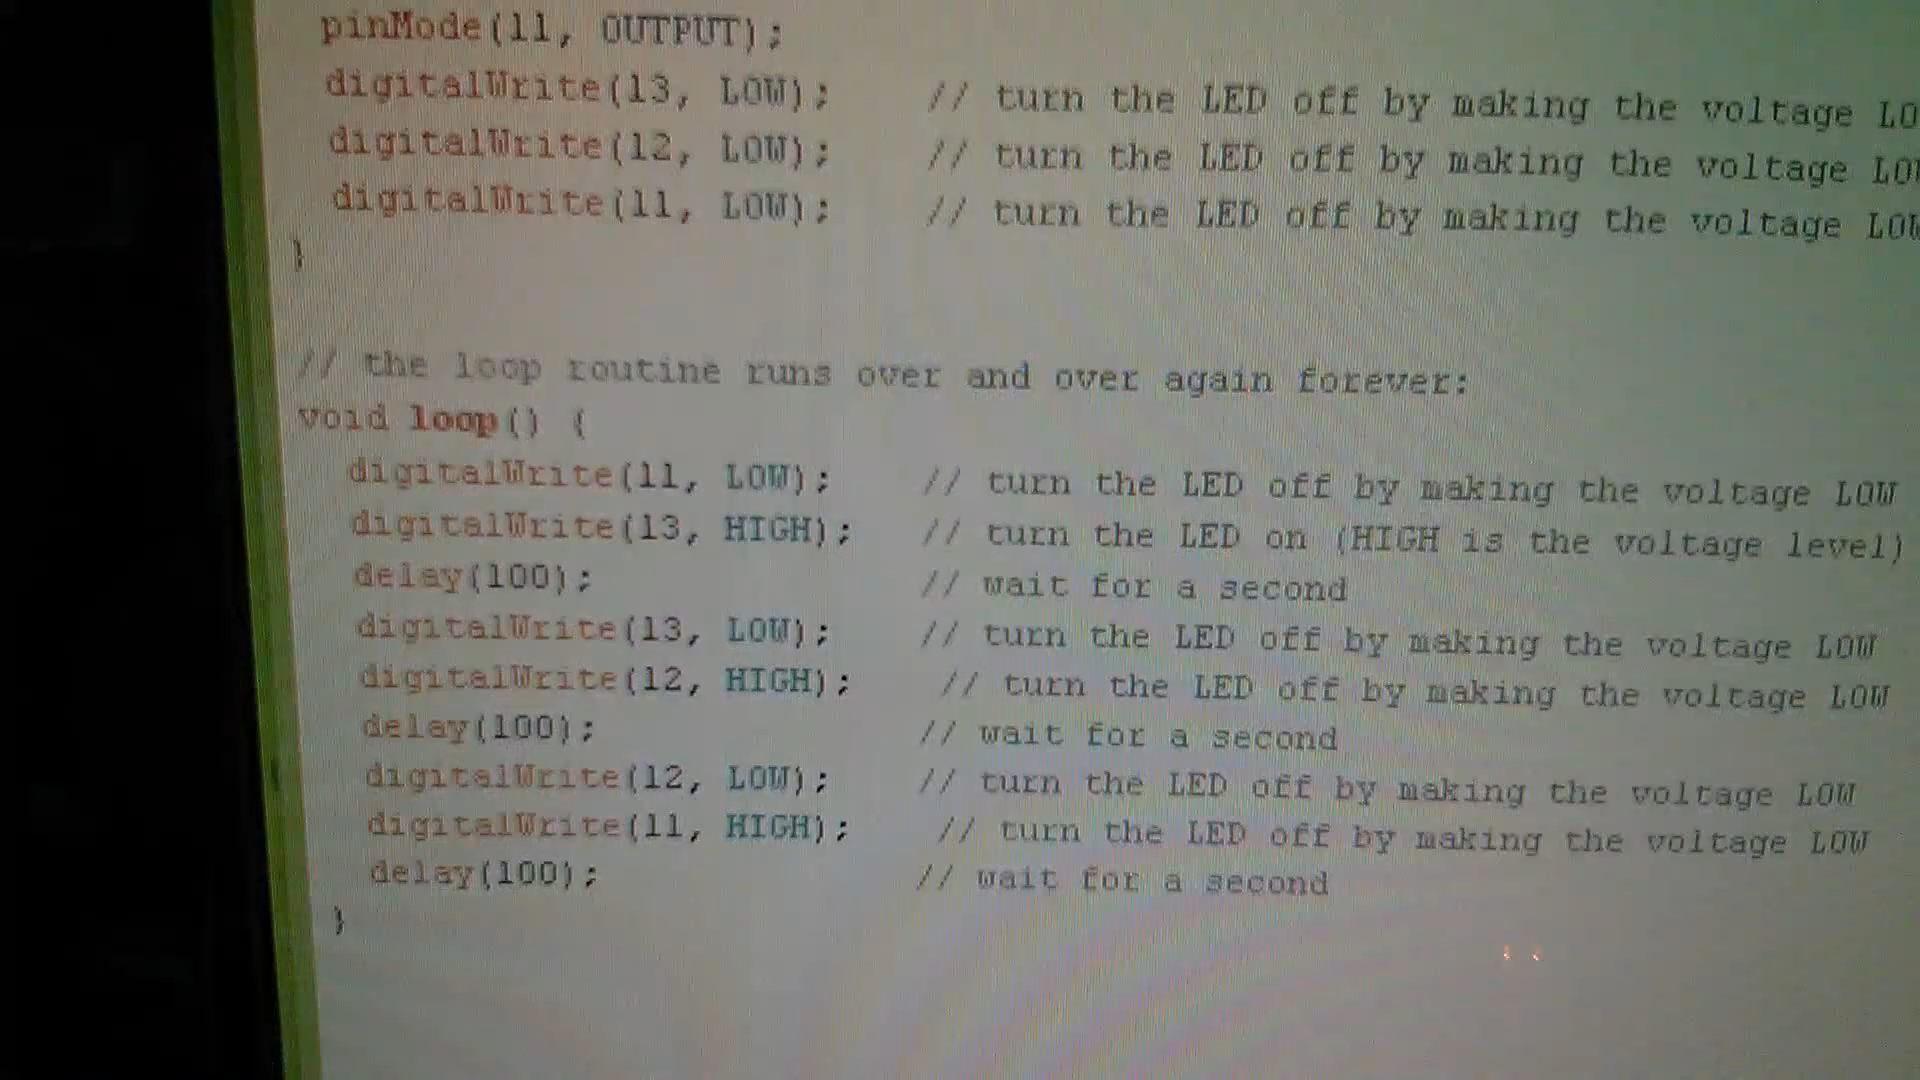 pinMode(11, OUTPUT);
digitalWrite(13, LOW);     // turn the LED off by making the voltage LO
digitalWrite(12, LOW);     // turn the LED off by making the voltage LOW
digitalWrite(11, LOW);     // turn the LED off by making the voltage LOW
}
// the loop routine runs over and over again forever:
void loop() {
digitalWrite(11, LOW);     // turn the LED off by making the voltage LOW
digitalWrite(13, HIGH);    // turn the LED on (HIGH is the voltage level)
delay(100);                // wait for a second
digitalWrite(13, LOW);     // turn the LED off by making the voltage LOW
digitalWrite(12, HIGH);     // turn the LED off by making the voltage LOW
delay(100);                // wait for a second
digitalWrite(12, LOW);     // turn the LED off by making the voltage LOW
digitalWrite(11, HIGH);     // turn the LED off by making the voltage LOW
delay(100);                // wait for a second
}